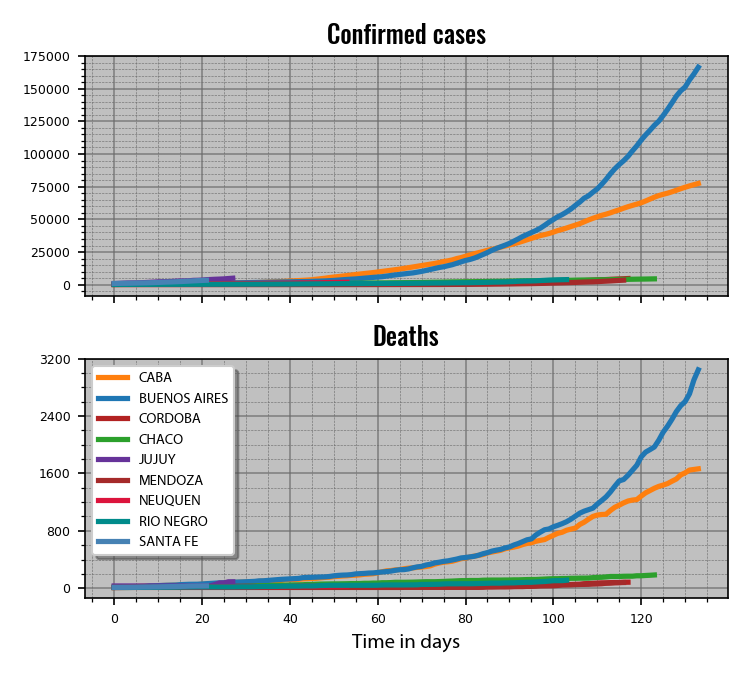 Confirmed cases
175000
150000
125000
100000
75000
50000
25000
0
Deaths
3200
2400
1600
800
0
CABA
BUENOS AIRES
CORDOBA
CHACO
JUJUY
MENDOZA
NEUQUEN
RIO NEGRO
SANTA FE
0 20 40 60 80 100 120
Time in days